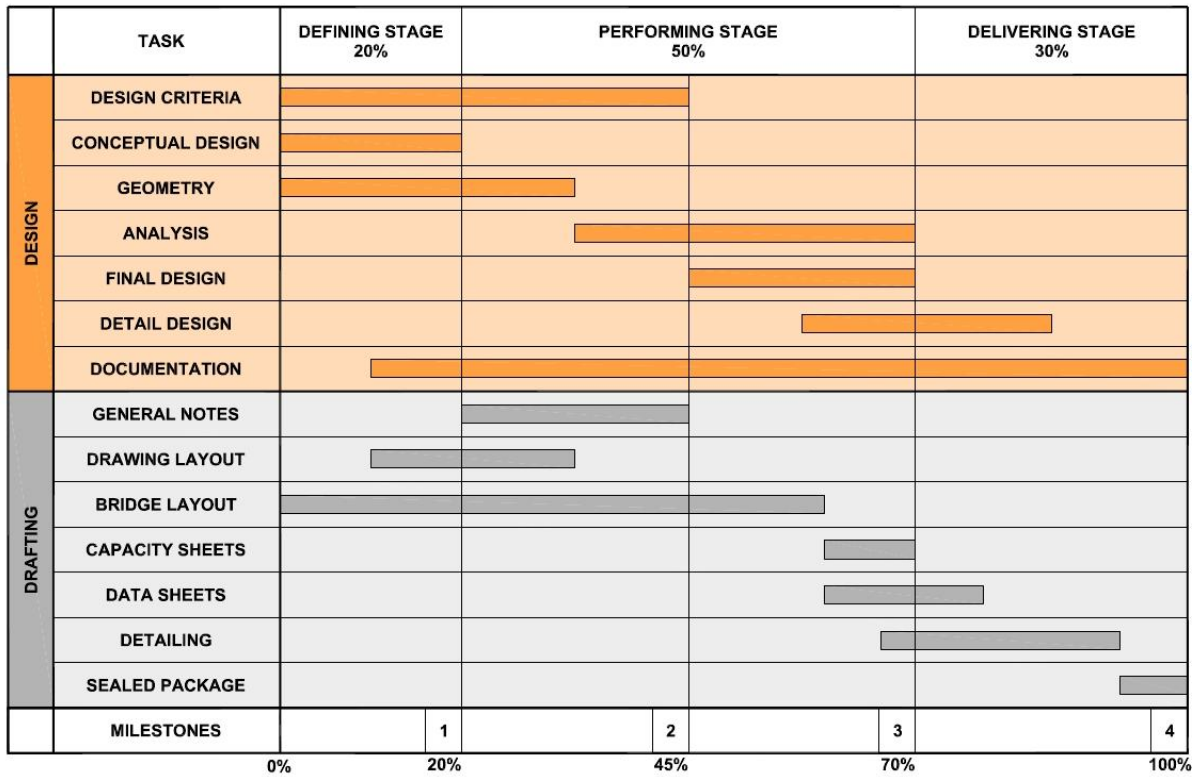 TASK
DEFINING STAGE
20%
PERFORMING STAGE
50%
DELIVERING STAGE
30%
DESIGN
DESIGN CRITERIA
CONCEPTUAL DESIGN
GEOMETRY
ANALYSIS
FINAL DESIGN
DETAIL DESIGN
DOCUMENTATION
DRAFTING
GENERAL NOTES
DRAWING LAYOUT
BRIDGE LAYOUT
CAPACITY SHEETS
DATA SHEETS
DETAILING
SEALED PACKAGE
MILESTONES 1 2 3 4
0% 20% 45% 70% 100%